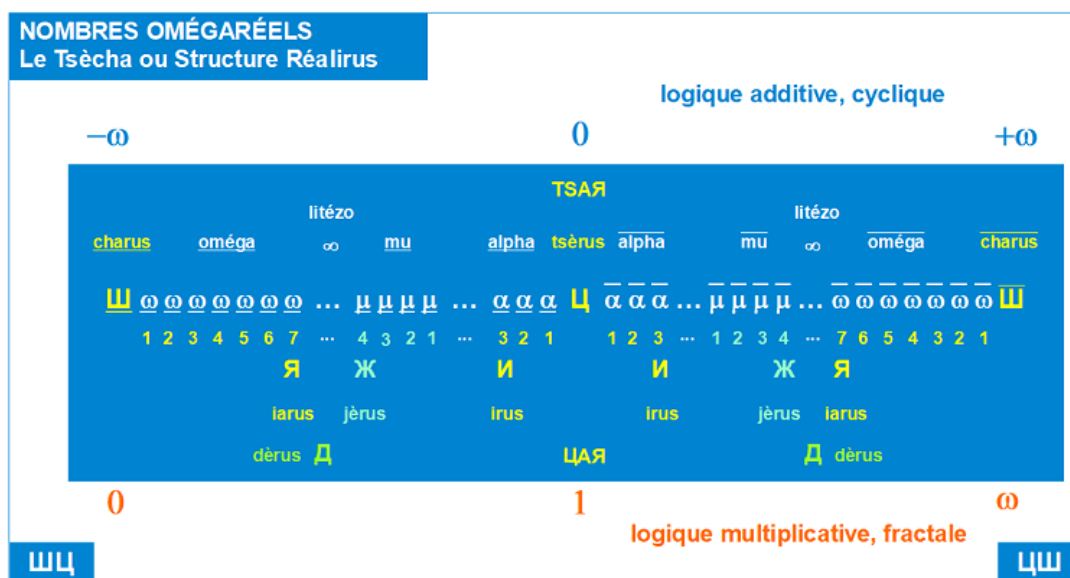 NOMBRES OMÉGARÉELS
Le Tsècha ou Structure Réalirus
logique additive, cyclique
−ω 0 +ω
TSAЯ
litézo litézo
charus oméga ∞ mu alpha tsèrus alpha mu ∞ oméga charus
Ш ω ω ω ω ω ω ω ... μ μ μ μ ... α α α Ц α α α ... μ μ μ μ ... ω ω ω ω ω ω ω Ш
1 2 3 4 5 6 7 ... 4 3 2 1 ... 3 2 1 1 2 3 ... 1 2 3 4 ... 7 6 5 4 3 2 1
Я Ж И И Ж Я
iarus jèrus irus irus jèrus iarus
dèrus Д ЦАЯ Д dèrus
0 1 ω
logique multiplicative, fractale
ШЦ ЦШ